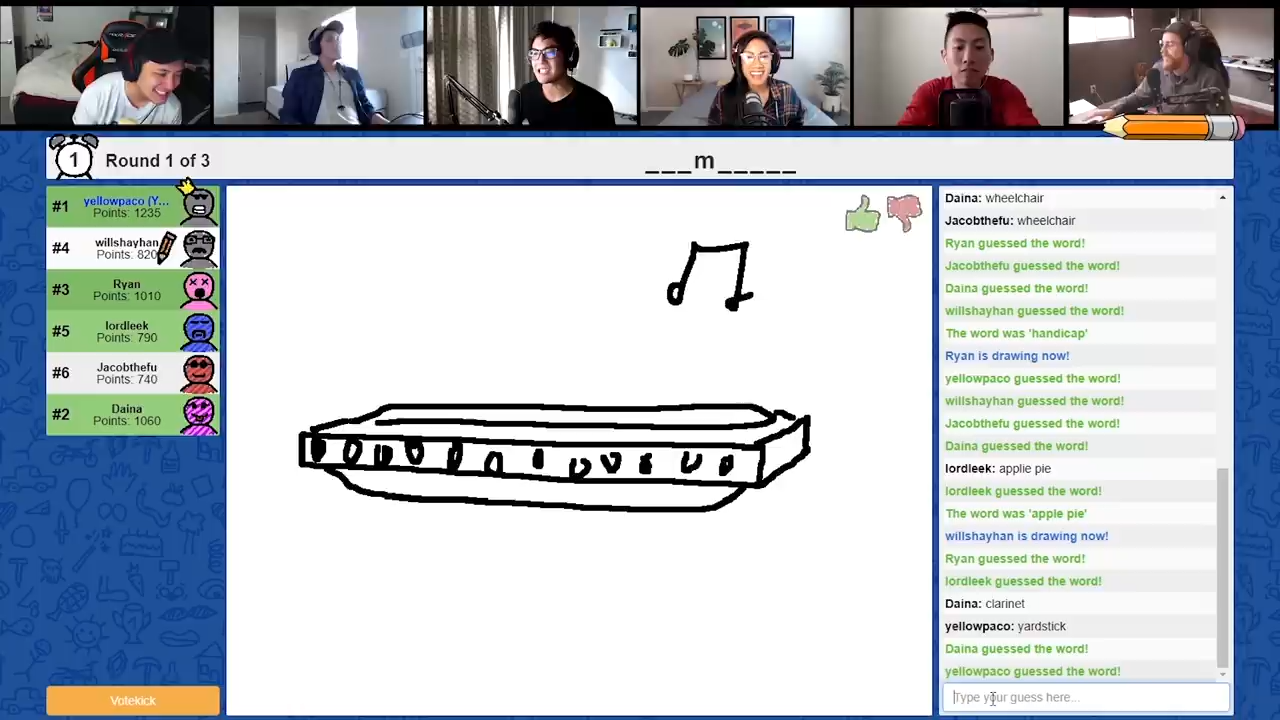 1
Round 1 of 3
___m_____
#1
yellowpaco (Y...
Points: 1235
#4
willshayhan
Points: 820
#3
Ryan
Points: 1010
#5
lordleek
Points: 790
#6
Jacobthefu
Points: 740
#2
Daina
Points: 1060
Votekick
Daina: wheelchair
Jacobthefu: wheelchair
Ryan guessed the word!
Jacobthefu guessed the word!
Daina guessed the word!
willshayhan guessed the word!
The word was 'handicap'
Ryan is drawing now!
yellowpaco guessed the word!
willshayhan guessed the word!
Jacobthefu guessed the word!
Daina guessed the word!
lordleek: applie pie
lordleek guessed the word!
The word was 'apple pie'
willshayhan is drawing now!
Ryan guessed the word!
lordleek guessed the word!
Daina: clarinet
yellowpaco: yardstick
Daina guessed the word!
yellowpaco guessed the word!
Type your guess here...